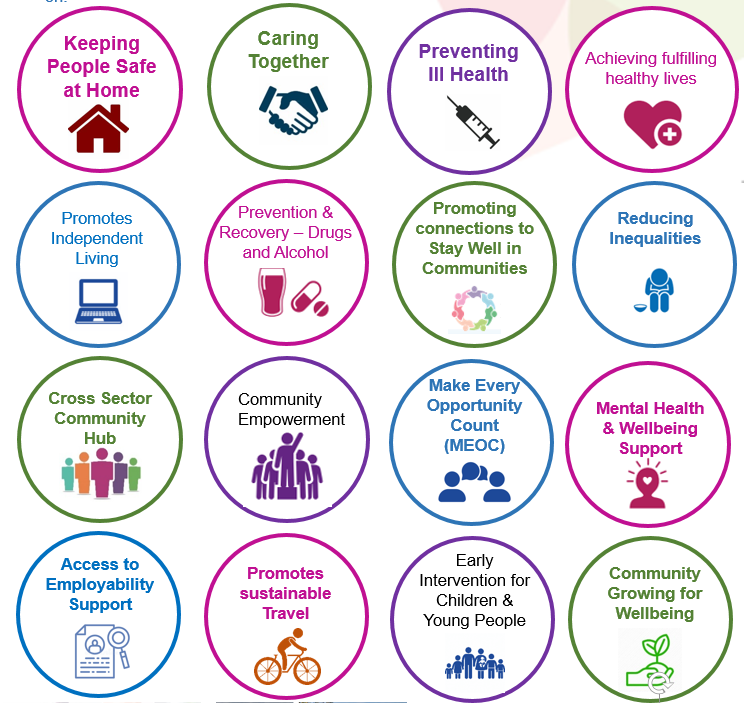 Keeping
People Safe
at Home
Caring
Together
Preventing
Ill Health
Achieving fulfilling
healthy lives
Promotes
Independent
Living
Prevention &
Recovery – Drugs
and Alcohol
Promoting
connections to
Stay Well in
Communities
Reducing
Inequalities
Cross Sector
Community
Hub
Community
Empowerment
Make Every
Opportunity
Count
(MEOC)
Mental Health
& Wellbeing
Support
Access to
Employability
Support
Promotes
sustainable
Travel
Early
Intervention for
Children &
Young People
Community
Growing for
Wellbeing